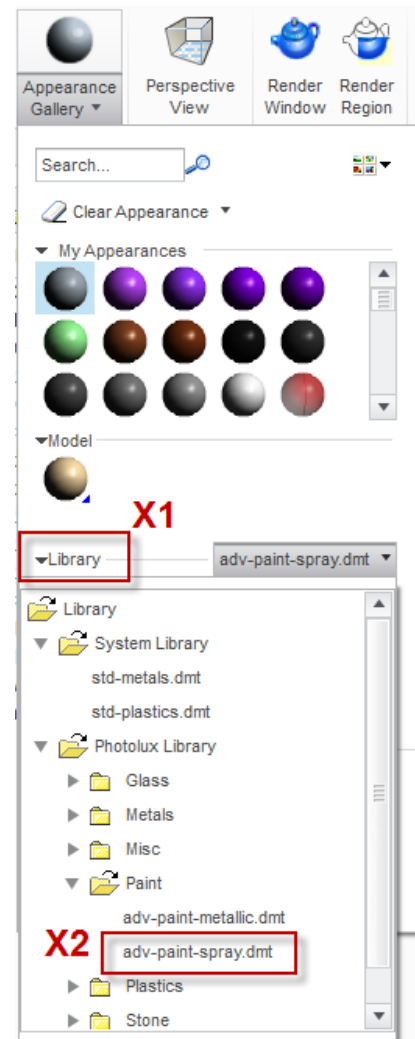 Appearance Gallery
Perspective View
Render Window
Render Region
Search...
Clear Appearance
My Appearances
Model
X1
Library
adv-paint-spray.dmt
Library
System Library
std-metals.dmt
std-plastics.dmt
Photolux Library
Glass
Metals
Misc
Paint
adv-paint-metallic.dmt
X2
adv-paint-spray.dmt
Plastics
Stone